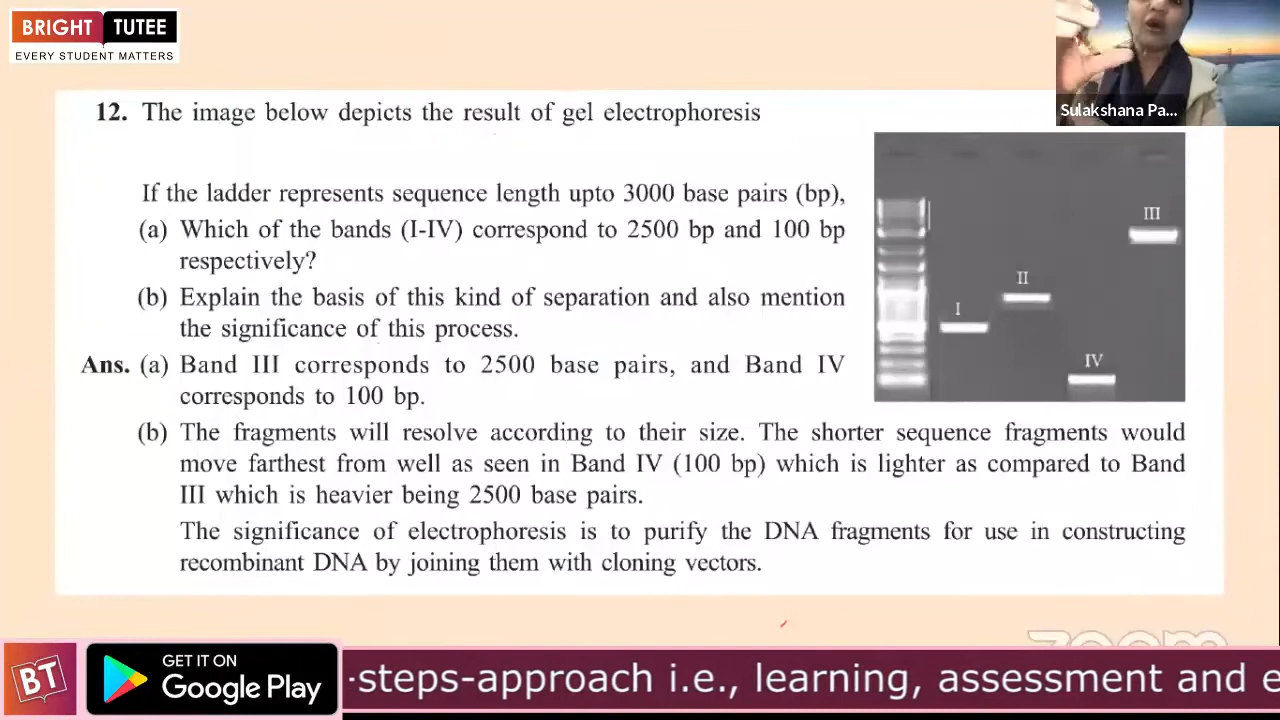 BRIGHT TUTEE
EVERY STUDENT MATTERS
Sulakshana Pa...
12. The image below depicts the result of gel electrophoresis
If the ladder represents sequence length upto 3000 base pairs (bp),
(a) Which of the bands (I-IV) correspond to 2500 bp and 100 bp
respectively?
(b) Explain the basis of this kind of separation and also mention
the significance of this process.
III
II
I
IV
Ans. (a) Band III corresponds to 2500 base pairs, and Band IV
corresponds to 100 bp.
(b) The fragments will resolve according to their size. The shorter sequence fragments would
move farthest from well as seen in Band IV (100 bp) which is lighter as compared to Band
III which is heavier being 2500 base pairs.
The significance of electrophoresis is to purify the DNA fragments for use in constructing
recombinant DNA by joining them with cloning vectors.
zoom
BT
GET IT ON
Google Play
-steps-approach i.e., learning, assessment and e